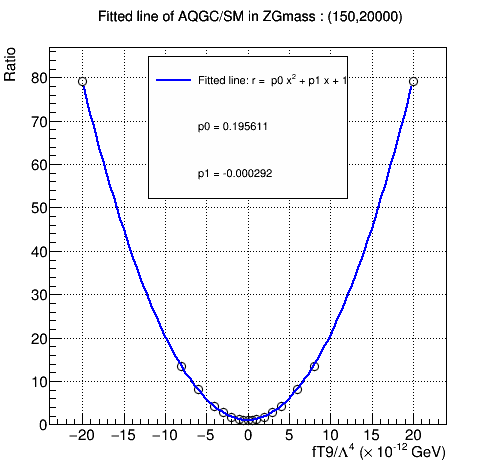 Fitted line of AQGC/SM in ZGmass : (150,20000)
Ratio
80
70
60
50
40
30
20
10
0
Fitted line: r = p0 x² + p1 x + 1
p0 = 0.195611
p1 = -0.000292
−20 −15 −10 −5 0 5 10 15 20
fT9/Λ⁴ (× 10⁻¹² GeV)